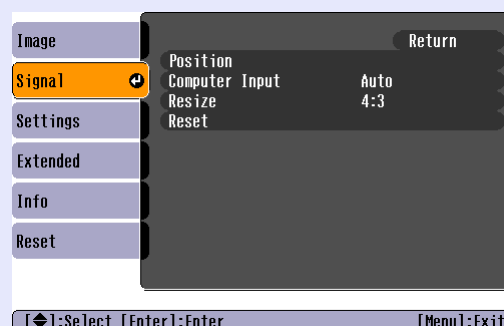 Image
Signal
Settings
Extended
Info
Reset
Return
Position
Computer Input Auto
Resize 4:3
Reset
[◆]:Select [Enter]:Enter [Menu]:Exit